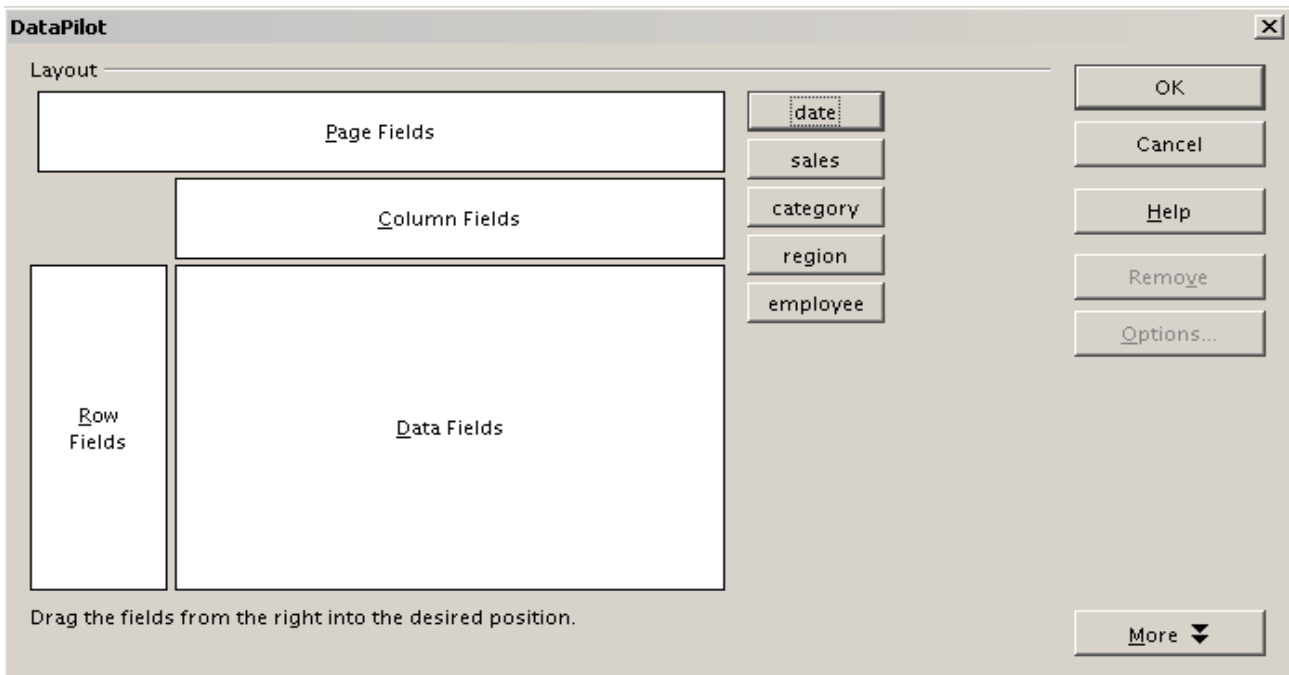 DataPilot
Layout
Page Fields
Column Fields
Row
Fields
Data Fields
date
sales
category
region
employee
OK
Cancel
Help
Remove
Options...
More
Drag the fields from the right into the desired position.